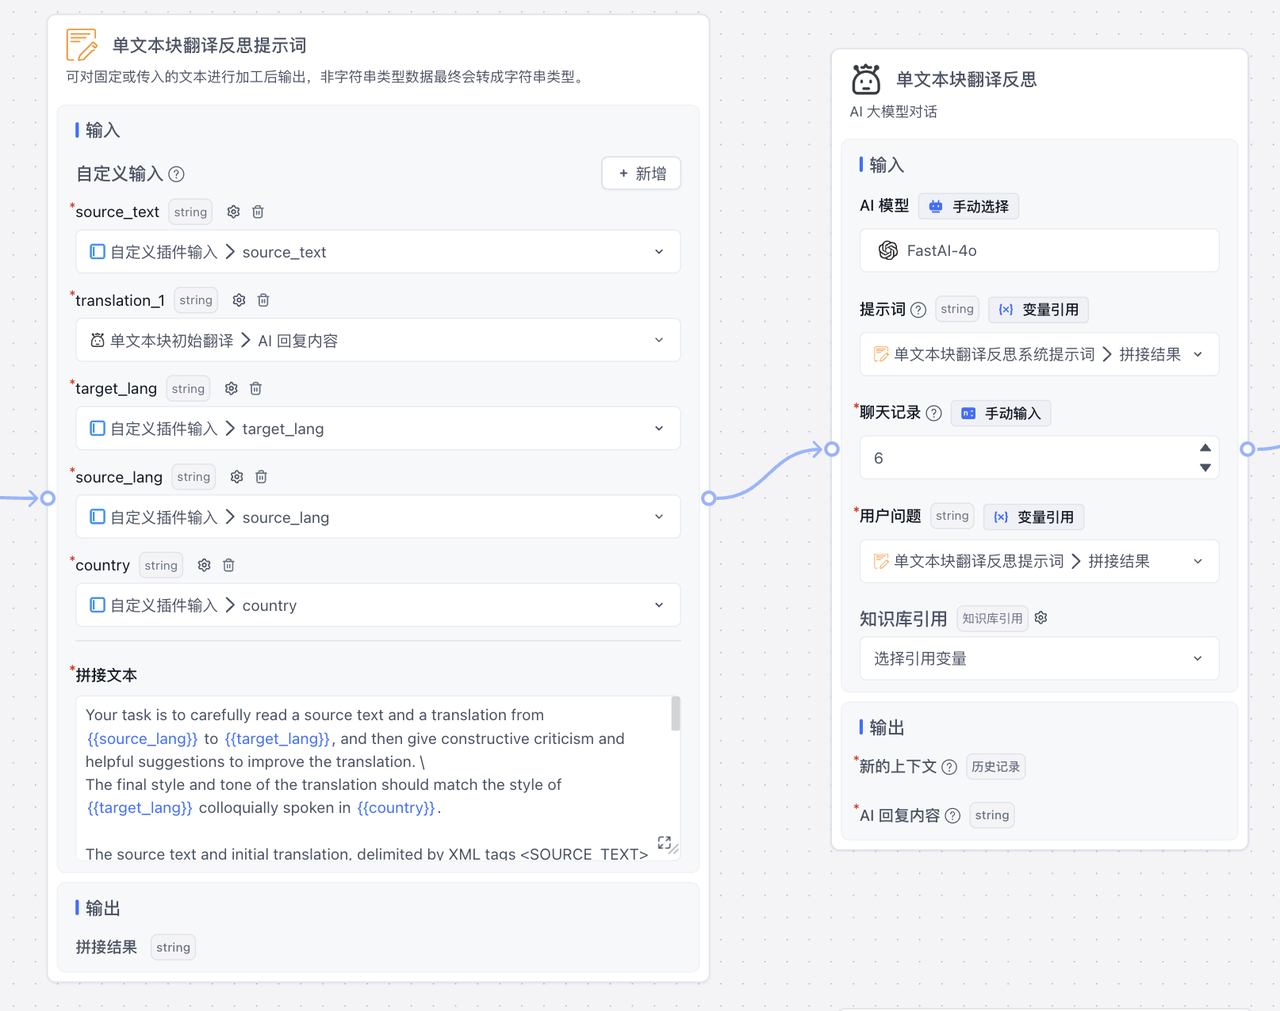 单文本块翻译反思提示词
可对固定或传入的文本进行加工后输出，非字符串类型数据最终会转成字符串类型。
输入
自定义输入
+ 新增
*source_text string
自定义插件输入 > source_text
*translation_1 string
单文本块初始翻译 > AI 回复内容
*target_lang string
自定义插件输入 > target_lang
*source_lang string
自定义插件输入 > source_lang
*country string
自定义插件输入 > country
*拼接文本
Your task is to carefully read a source text and a translation from
{{source_lang}} to {{target_lang}}, and then give constructive criticism and
helpful suggestions to improve the translation. \
The final style and tone of the translation should match the style of
{{target_lang}} colloquially spoken in {{country}}.
The source text and initial translation, delimited by XML tags <SOURCE_TEXT>
输出
拼接结果 string
单文本块翻译反思
AI 大模型对话
输入
AI 模型 手动选择
FastAI-4o
提示词 string (x) 变量引用
单文本块翻译反思系统提示词 > 拼接结果
*聊天记录 手动输入
6
*用户问题 string (x) 变量引用
单文本块翻译反思提示词 > 拼接结果
知识库引用 知识库引用
选择引用变量
输出
*新的上下文 历史记录
*AI 回复内容 string